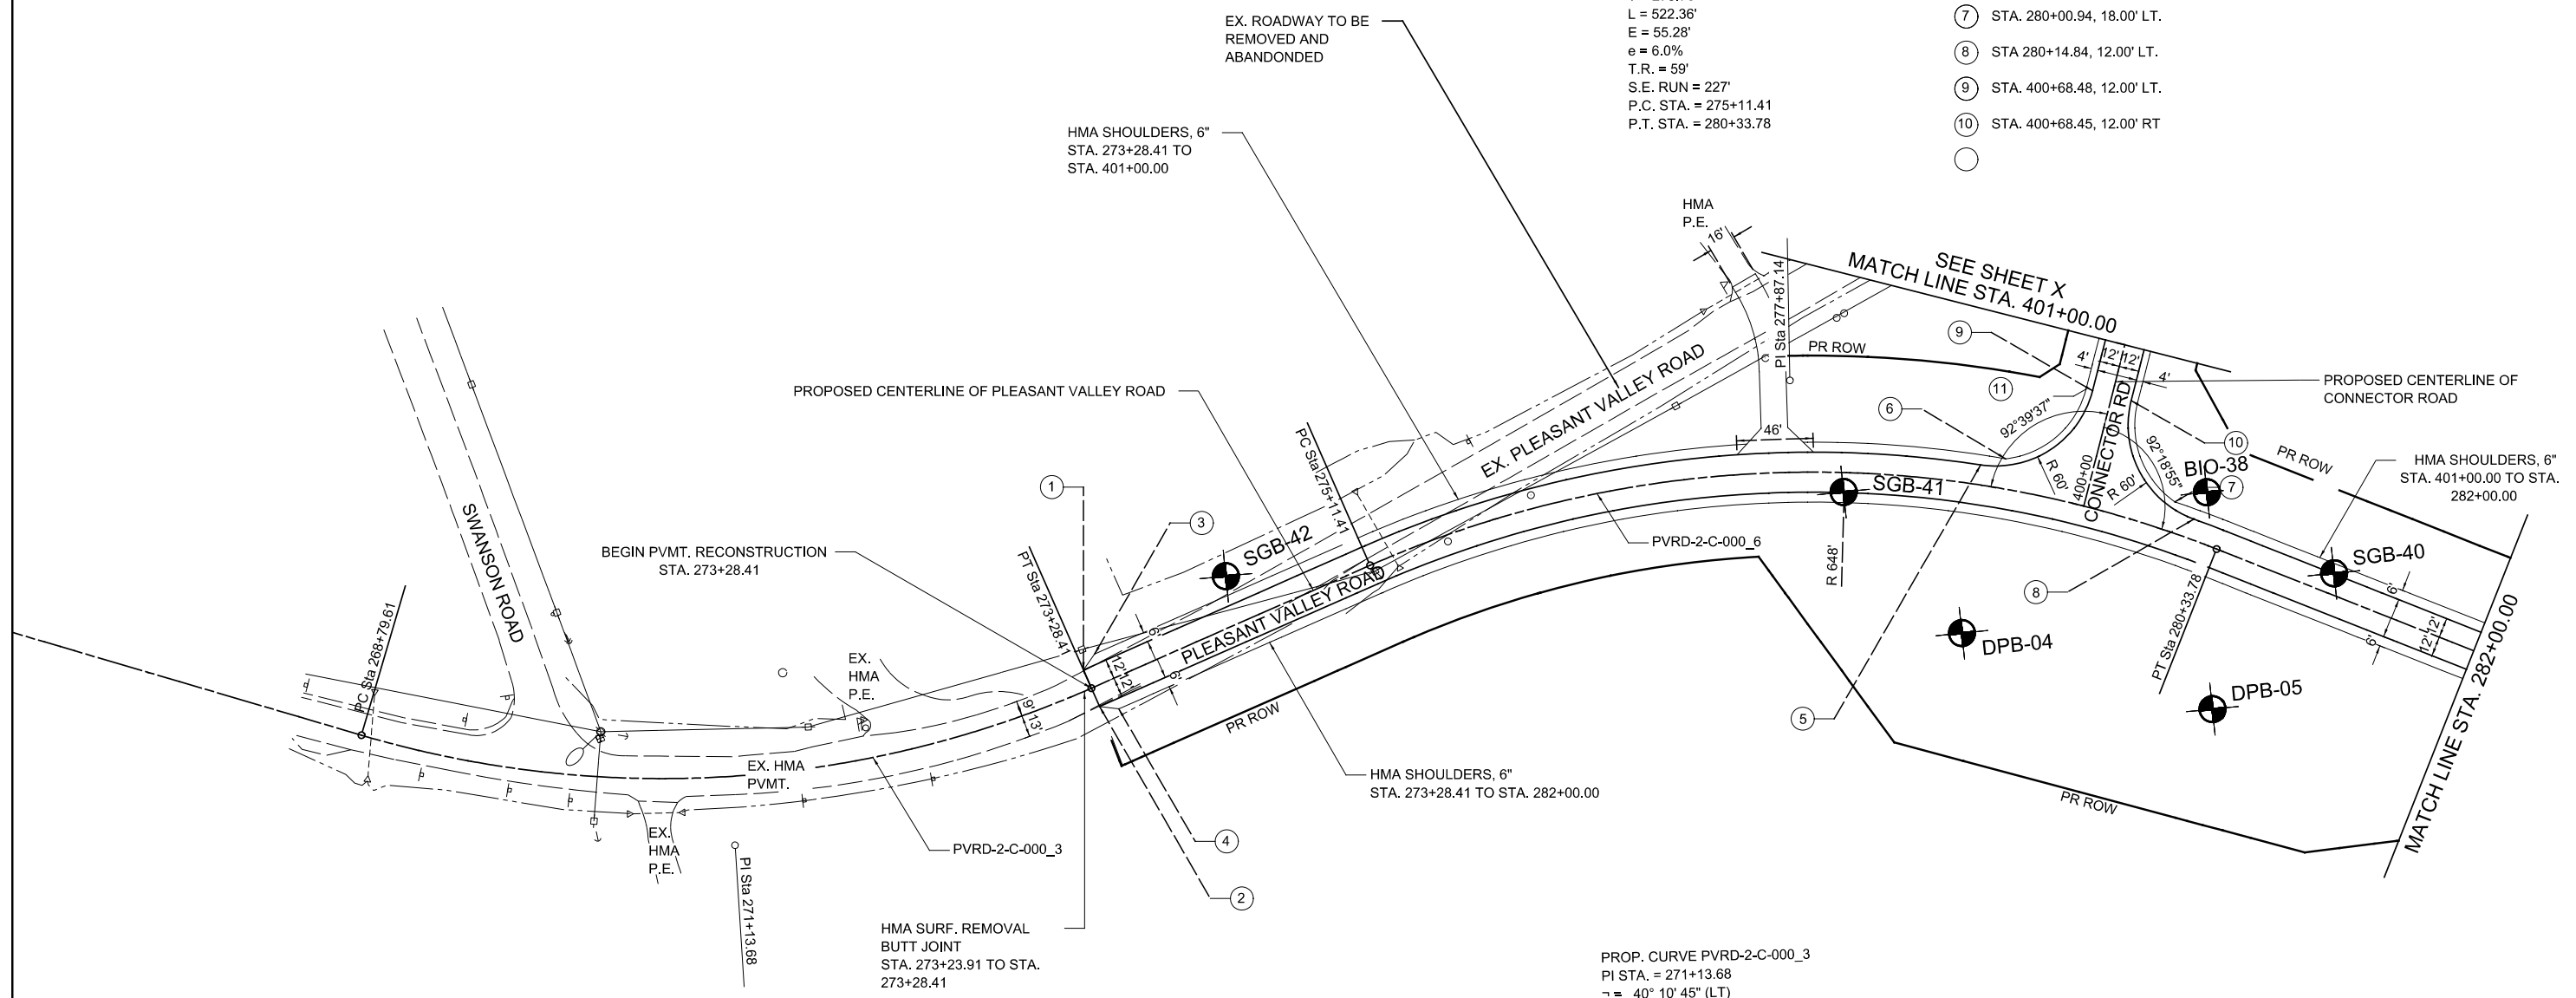 EX. ROADWAY TO BE
REMOVED AND
ABANDONDED
L = 522.36'
E = 55.28'
e = 6.0%
T.R. = 59'
S.E. RUN = 227'
P.C. STA. = 275+11.41
P.T. STA. = 280+33.78
7 STA. 280+00.94, 18.00' LT.
8 STA 280+14.84, 12.00' LT.
9 STA. 400+68.48, 12.00' LT.
10 STA. 400+68.45, 12.00' RT
HMA SHOULDERS, 6"
STA. 273+28.41 TO
STA. 401+00.00
HMA
P.E.
16'
PI Sta 277+87.14
SEE SHEET X
MATCH LINE STA. 401+00.00
PR ROW
9
4'
12'
12'
4'
11
PROPOSED CENTERLINE OF
CONNECTOR ROAD
PROPOSED CENTERLINE OF PLEASANT VALLEY ROAD
EX. PLEASANT VALLEY ROAD
46'
6
92°39'37"
CONNECTOR RD
400+00
R 60'
R 60'
92°18'55"
10
BIO-38
7
PR ROW
HMA SHOULDERS, 6"
STA. 401+00.00 TO STA.
282+00.00
PC Sta 275+11.41
1
3
SGB-41
SGB-42
SWANSON ROAD
BEGIN PVMT. RECONSTRUCTION
STA. 273+28.41
PT Sta 273+28.41
PVRD-2-C-000_6
R 648'
8
SGB-40
6'
12'
12'
6'
PT Sta 280+33.78
MATCH LINE STA. 282+00.00
PLEASANT VALLEY ROAD
6'
12'
12'
6'
DPB-04
DPB-05
5
PC Sta 268+79.61
EX.
HMA
P.E.
9'
13'
PR ROW
EX. HMA
PVMT.
HMA SHOULDERS, 6"
STA. 273+28.41 TO STA. 282+00.00
PR ROW
EX.
HMA
P.E.
PVRD-2-C-000_3
4
2
PI Sta 271+13.68
HMA SURF. REMOVAL
BUTT JOINT
STA. 273+23.91 TO STA.
273+28.41
PROP. CURVE PVRD-2-C-000_3
PI STA. = 271+13.68
= 40° 10' 45" (LT)